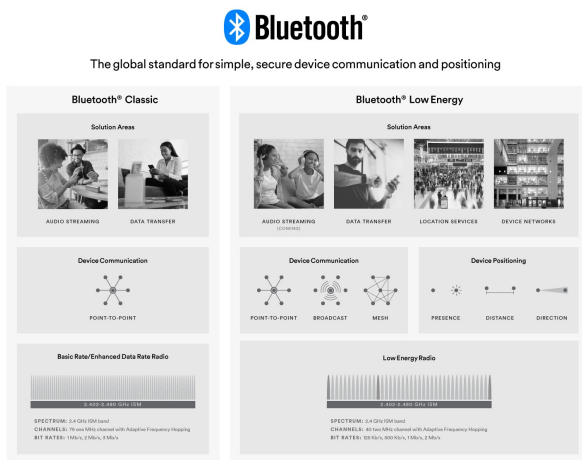 Bluetooth®
The global standard for simple, secure device communication and positioning
Bluetooth® Classic
Solution Areas
AUDIO STREAMING
DATA TRANSFER
Device Communication
POINT-TO-POINT
Basic Rate/Enhanced Data Rate Radio
2.402-2.480 GHz ISM
SPECTRUM: 2.4 GHz ISM band
CHANNELS: 79 one MHz channel with Adaptive Frequency Hopping
BIT RATES: 1 Mb/s, 2 Mb/s, 3 Mb/s
Bluetooth® Low Energy
Solution Areas
AUDIO STREAMING
(COMING)
DATA TRANSFER
LOCATION SERVICES
DEVICE NETWORKS
Device Communication
POINT-TO-POINT
BROADCAST
MESH
Device Positioning
PRESENCE
DISTANCE
DIRECTION
Low Energy Radio
2.402-2.480 GHz ISM
SPECTRUM: 2.4 GHz ISM band
CHANNELS: 40 two MHz channel with Adaptive Frequency Hopping
BIT RATES: 125 Kb/s, 500 Kb/s, 1 Mb/s, 2 Mb/s